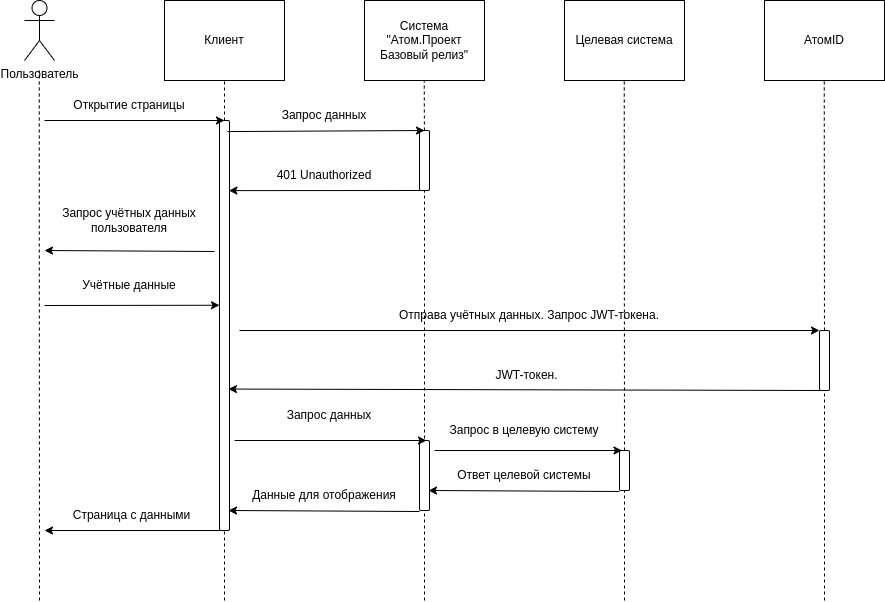 Пользователь
Клиент
Система
"Атом.Проект
Базовый релиз"
Целевая система
АтомID
Открытие страницы
Запрос данных
401 Unauthorized
Запрос учётных данных
пользователя
Учётные данные
Отправа учётных данных. Запрос JWT-токена.
JWT-токен.
Запрос данных
Запрос в целевую систему
Ответ целевой системы
Данные для отображения
Страница с данными